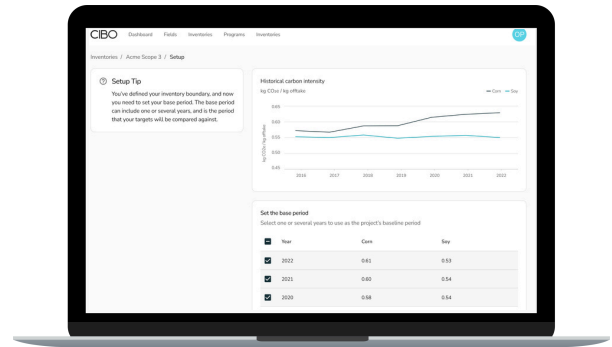 CIBO
Dashboard Fields Inventories Programs Inventories
OP
Inventories / Acme Scope 3 / Setup
Setup Tip
You've defined your inventory boundary, and now
you need to set your base period. The base period
can include one or several years, and is the period
that your targets will be compared against.
Historical carbon intensity
kg CO2e / kg offtake
Corn Soy
0.65
0.60
0.55
0.50
0.45
kg CO2e / kg offtake
2016 2017 2018 2019 2020 2021 2022
Set the base period
Select one or several years to use as the project's baseline period
Year Corn Soy
2022 0.61 0.53
2021 0.60 0.54
2020 0.58 0.54